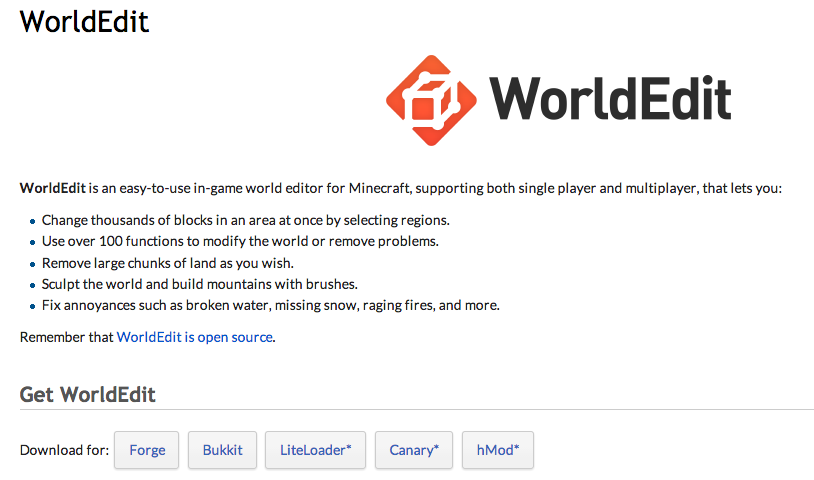 WorldEdit
WorldEdit
WorldEdit is an easy-to-use in-game world editor for Minecraft, supporting both single player and multiplayer, that lets you:
• Change thousands of blocks in an area at once by selecting regions.
• Use over 100 functions to modify the world or remove problems.
• Remove large chunks of land as you wish.
• Sculpt the world and build mountains with brushes.
• Fix annoyances such as broken water, missing snow, raging fires, and more.
Remember that WorldEdit is open source.
Get WorldEdit
Download for: Forge Bukkit LiteLoader* Canary* hMod*